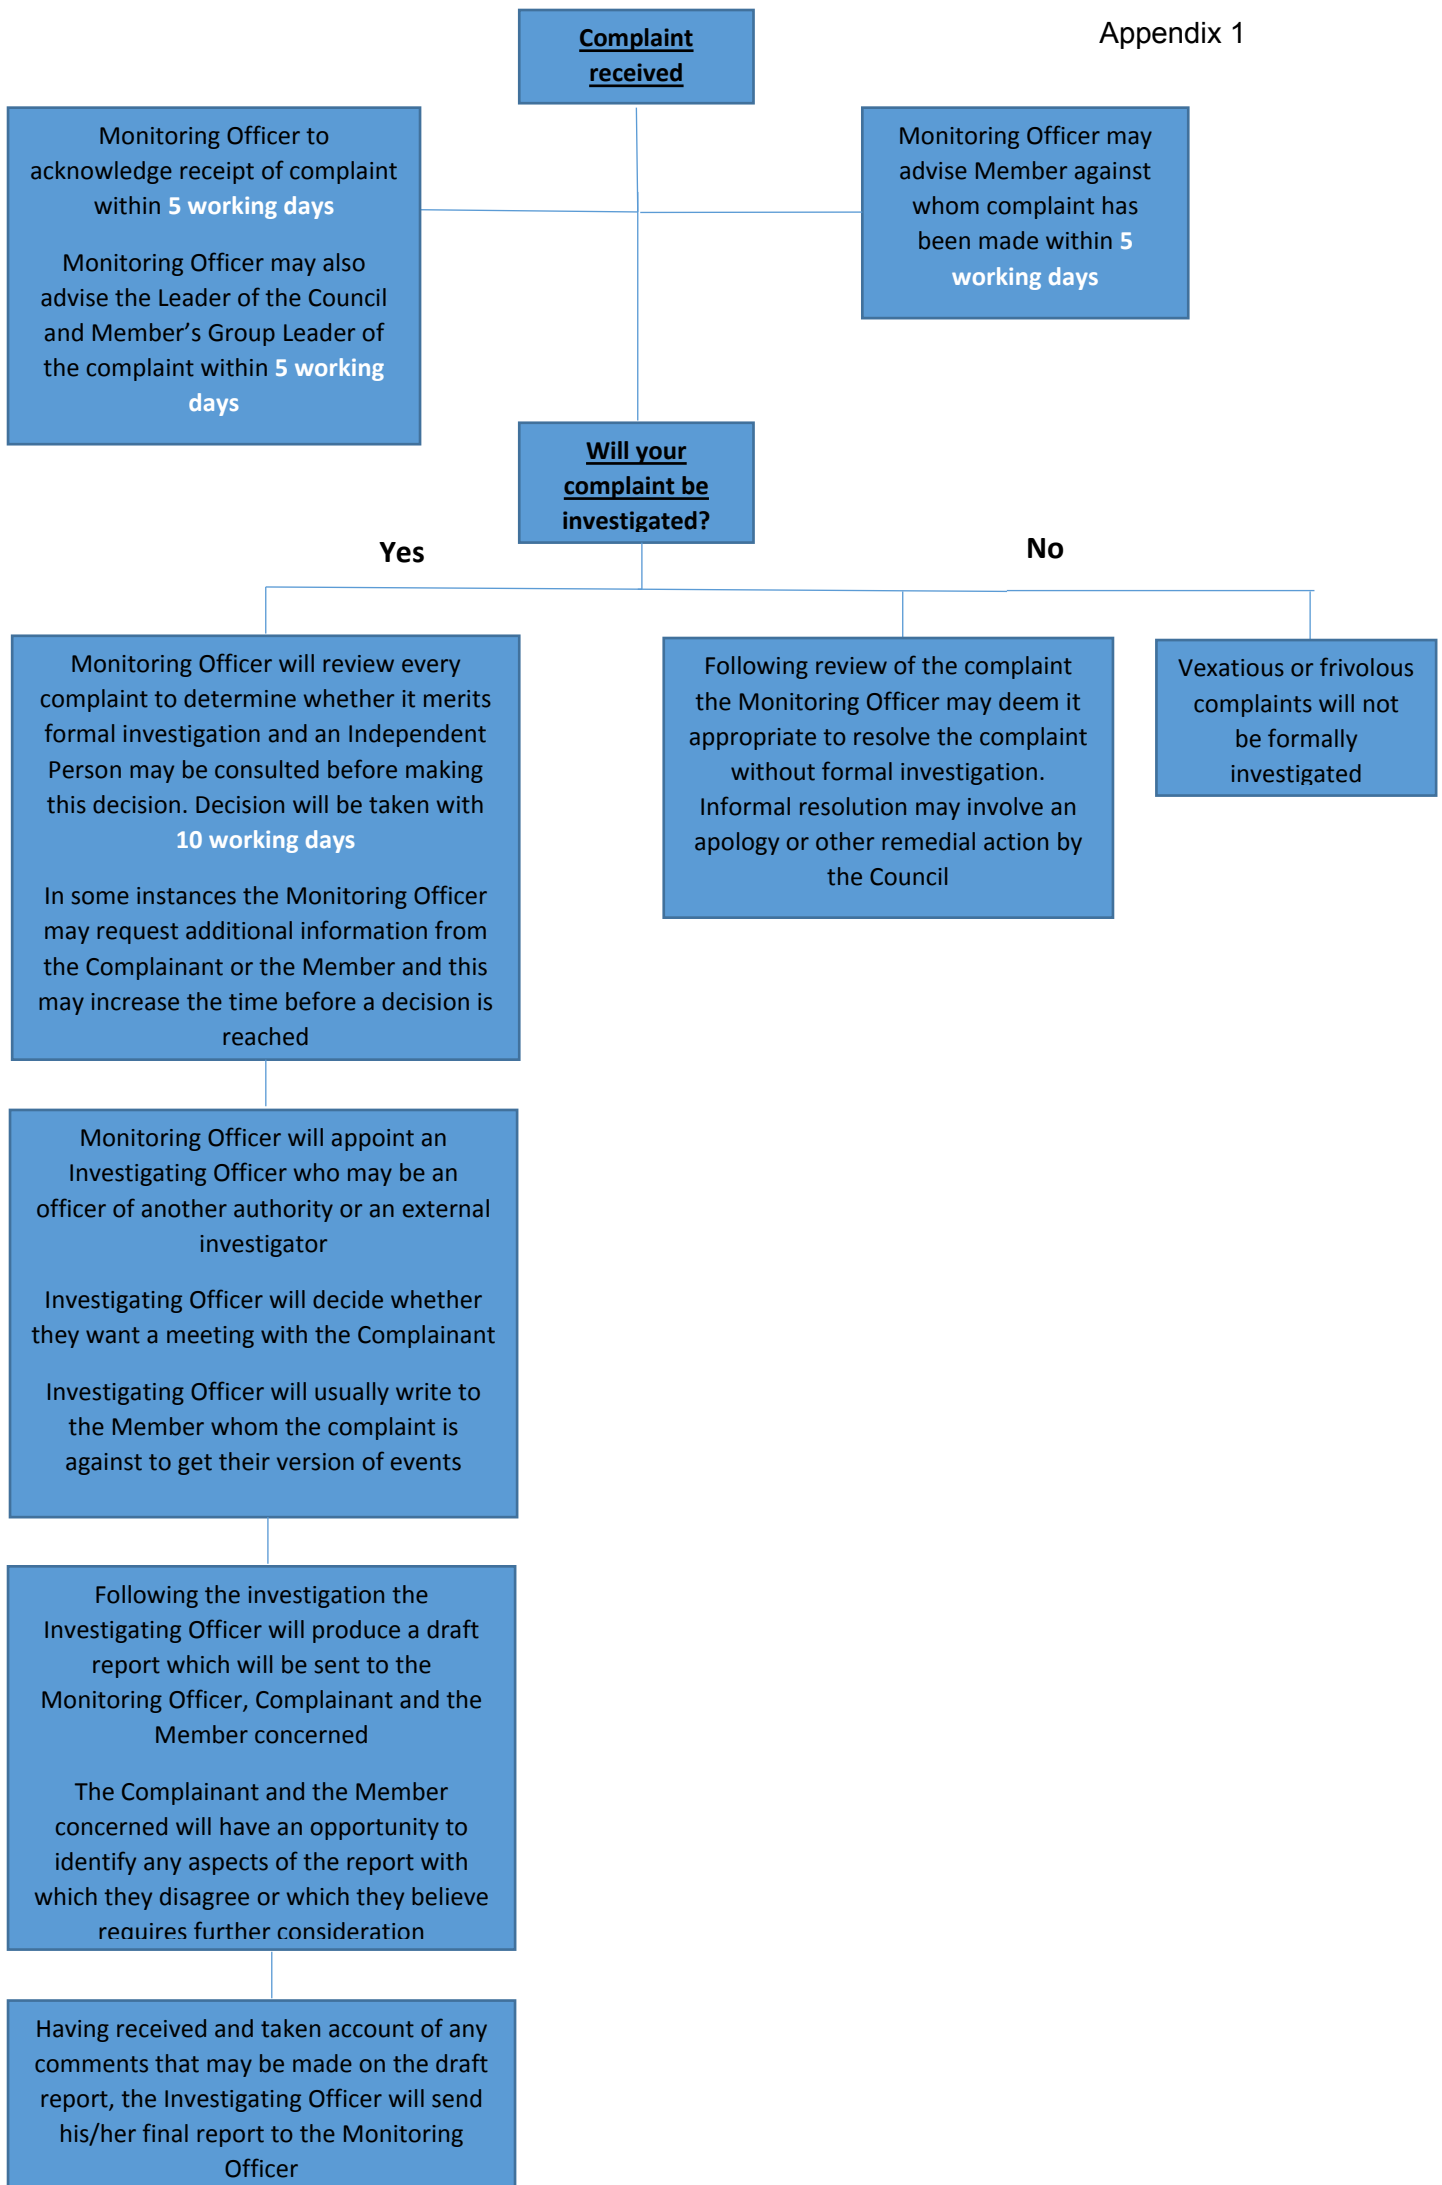 Appendix 1
Complaint
received
Monitoring Officer to
acknowledge receipt of complaint
within 5 working days
Monitoring Officer may also
advise the Leader of the Council
and Member’s Group Leader of
the complaint within 5 working
days
Monitoring Officer may
advise Member against
whom complaint has
been made within 5
working days
Will your
complaint be
investigated?
Yes
No
Monitoring Officer will review every
complaint to determine whether it merits
formal investigation and an Independent
Person may be consulted before making
this decision. Decision will be taken with
10 working days
In some instances the Monitoring Officer
may request additional information from
the Complainant or the Member and this
may increase the time before a decision is
reached
Following review of the complaint
the Monitoring Officer may deem it
appropriate to resolve the complaint
without formal investigation.
Informal resolution may involve an
apology or other remedial action by
the Council
Vexatious or frivolous
complaints will not
be formally
investigated
Monitoring Officer will appoint an
Investigating Officer who may be an
officer of another authority or an external
investigator
Investigating Officer will decide whether
they want a meeting with the Complainant
Investigating Officer will usually write to
the Member whom the complaint is
against to get their version of events
Following the investigation the
Investigating Officer will produce a draft
report which will be sent to the
Monitoring Officer, Complainant and the
Member concerned
The Complainant and the Member
concerned will have an opportunity to
identify any aspects of the report with
which they disagree or which they believe
requires further consideration
Having received and taken account of any
comments that may be made on the draft
report, the Investigating Officer will send
his/her final report to the Monitoring
Officer